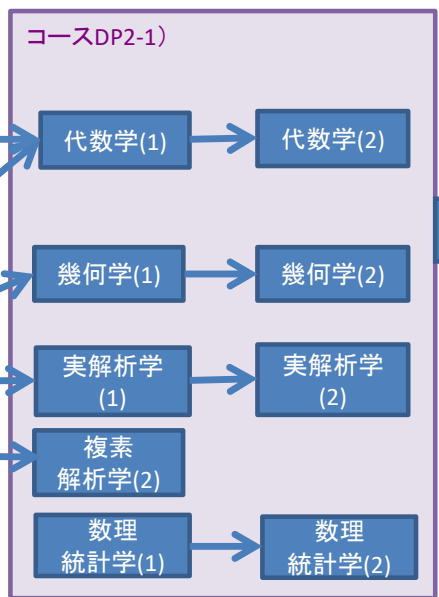 コースDP2-1）
代数学(1)
代数学(2)
幾何学(1)
幾何学(2)
実解析学
(1)
実解析学
(2)
複素
解析学(2)
数理
統計学(1)
数理
統計学(2)